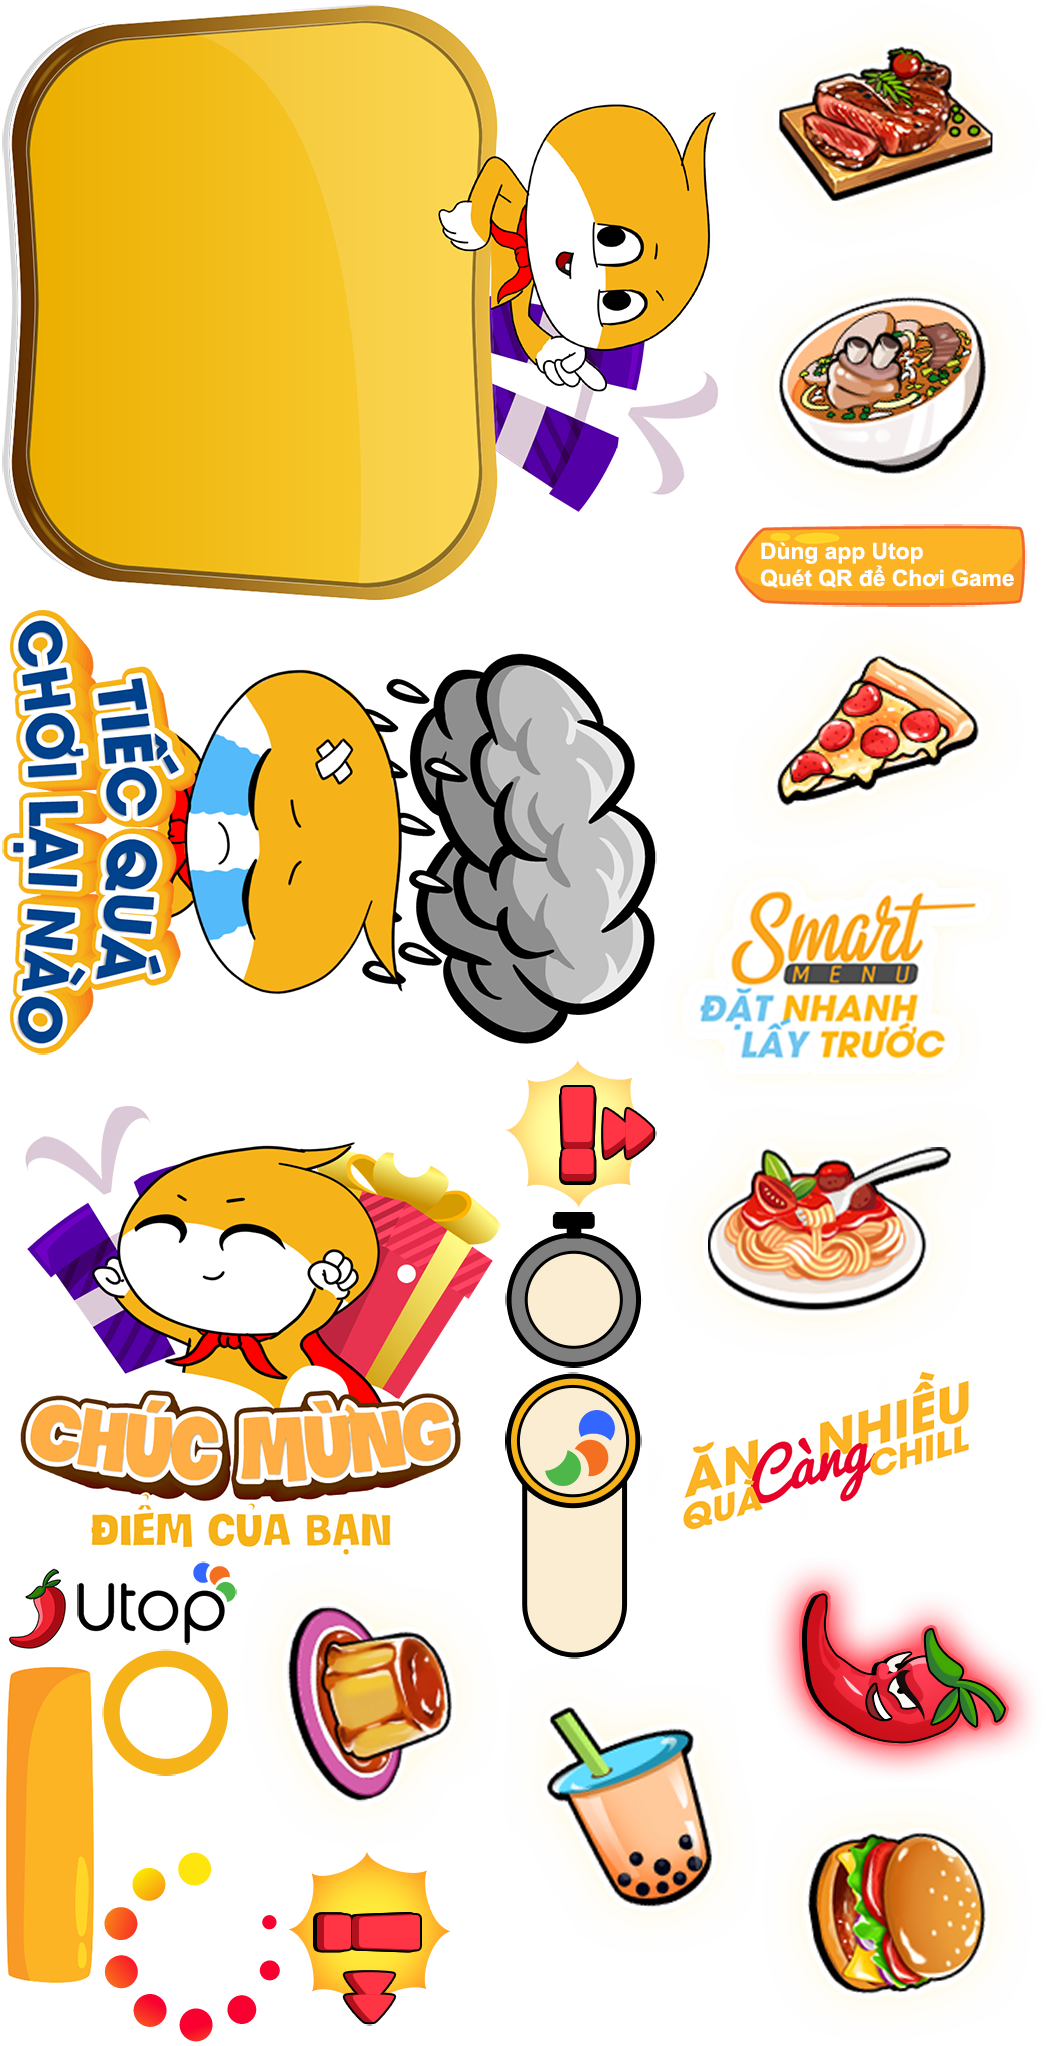 Dùng app Utop
Quét QR để Chơi Game
TIẾC QUÁ
CHƠI LẠI NÀO
Smart
MENU
ĐẶT NHANH
LẤY TRƯỚC
CHÚC MỪNG
ĐIỂM CỦA BẠN
ĂN NHIỀU
QUÀ Càng CHILL
Utop